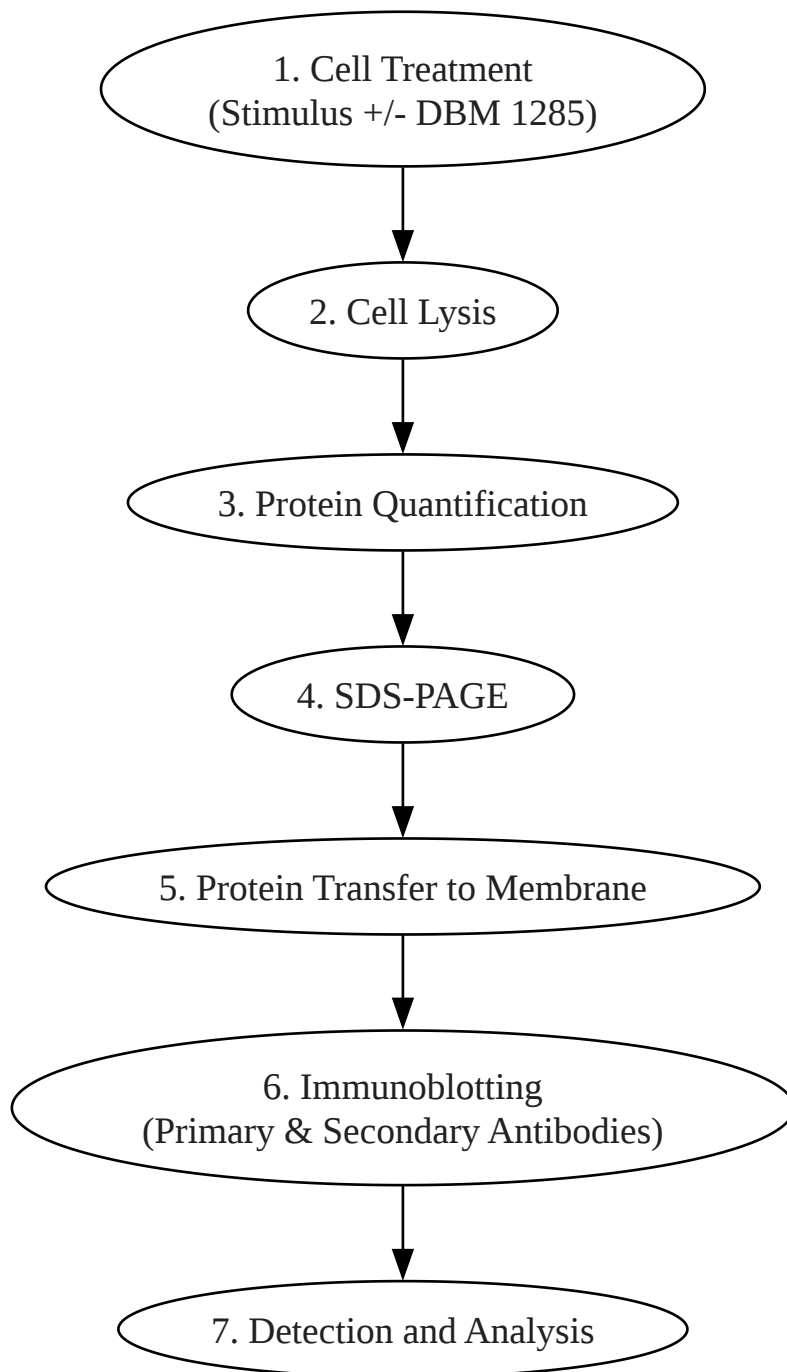 1. Cell Treatment
(Stimulus +/- DBM 1285)
2. Cell Lysis
3. Protein Quantification
4. SDS-PAGE
5. Protein Transfer to Membrane
6. Immunoblotting
(Primary & Secondary Antibodies)
7. Detection and Analysis